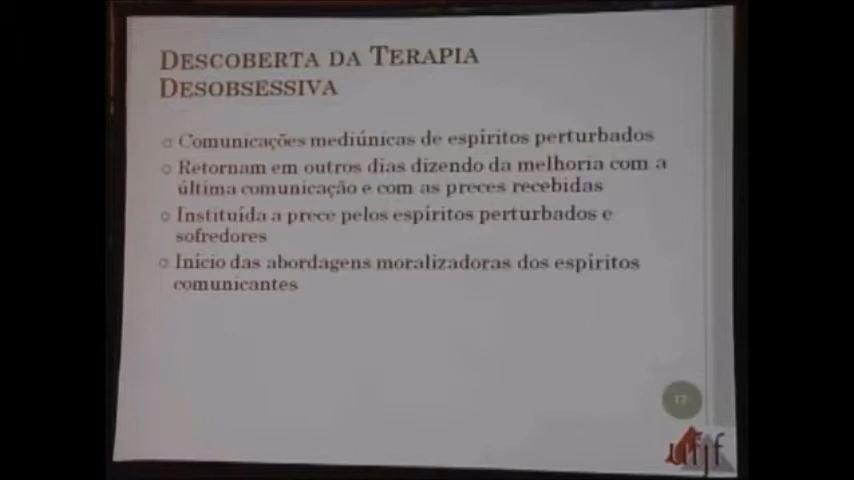 DESCOBERTA DA TERAPIA
DESOBSESSIVA
Comunicações mediúnicas de espíritos perturbados
Retornam em outros dias dizendo da melhoria com a
última comunicação e com as preces recebidas
Instituída a prece pelos espíritos perturbados e
sofredores
Início das abordagens moralizadoras dos espíritos
comunicantes
ufjf